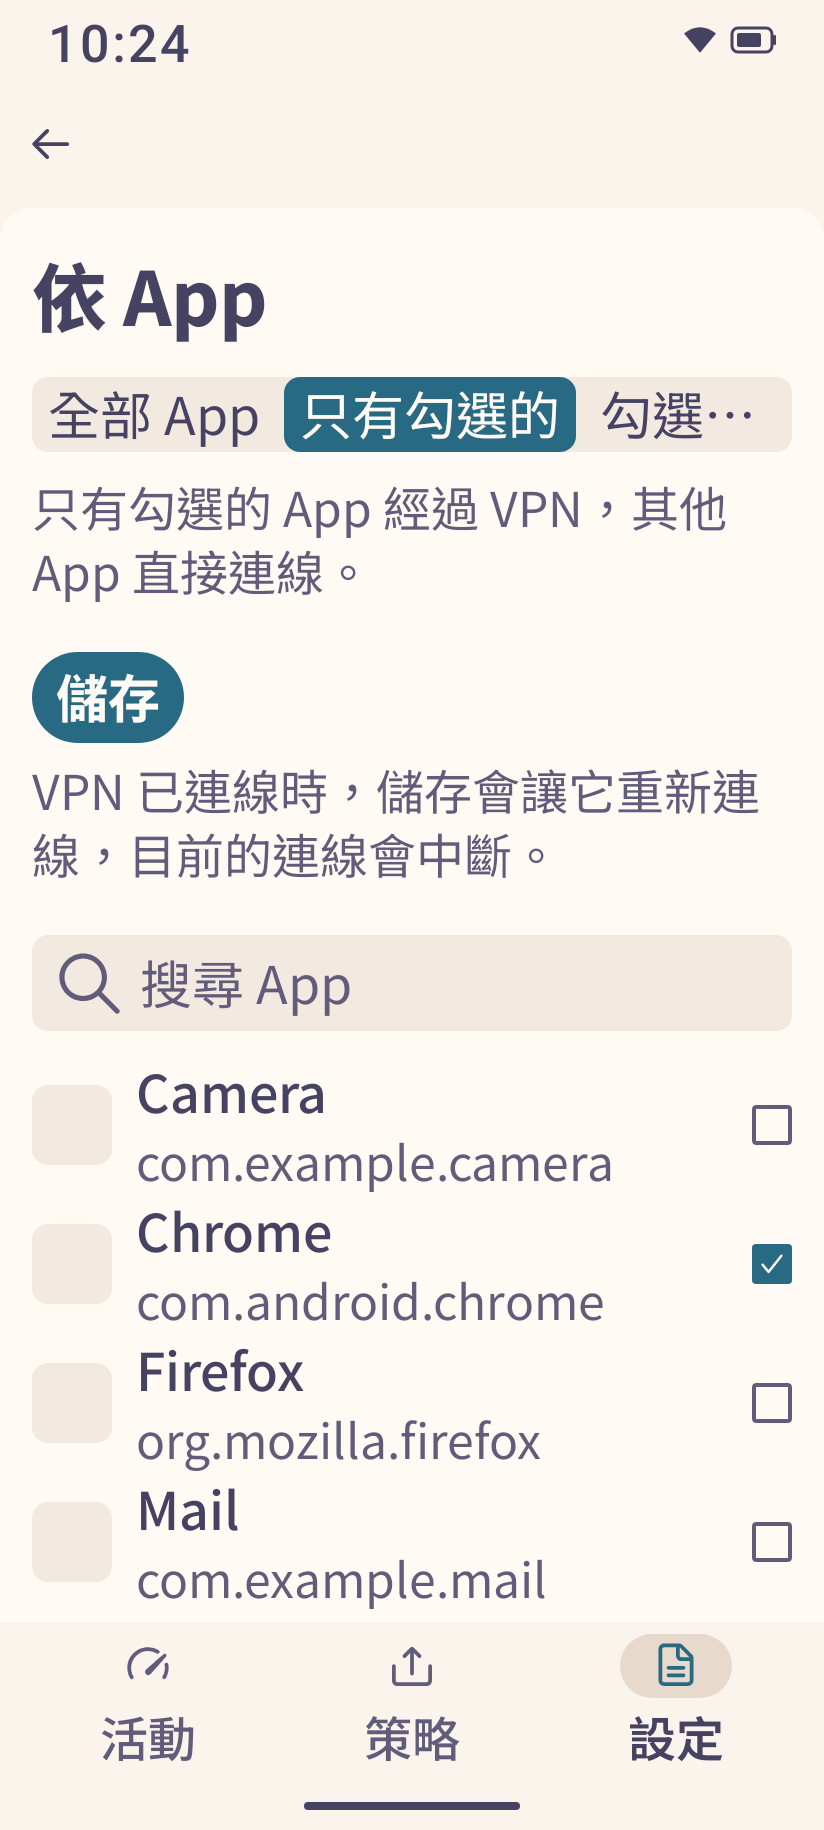 10:24
依 App
全部 App 只有勾選的 勾選…
只有勾選的 App 經過 VPN，其他
App 直接連線。
儲存
VPN 已連線時，儲存會讓它重新連
線，目前的連線會中斷。
搜尋 App
Camera
com.example.camera
Chrome
com.android.chrome
Firefox
org.mozilla.firefox
Mail
com.example.mail
活動 策略 設定